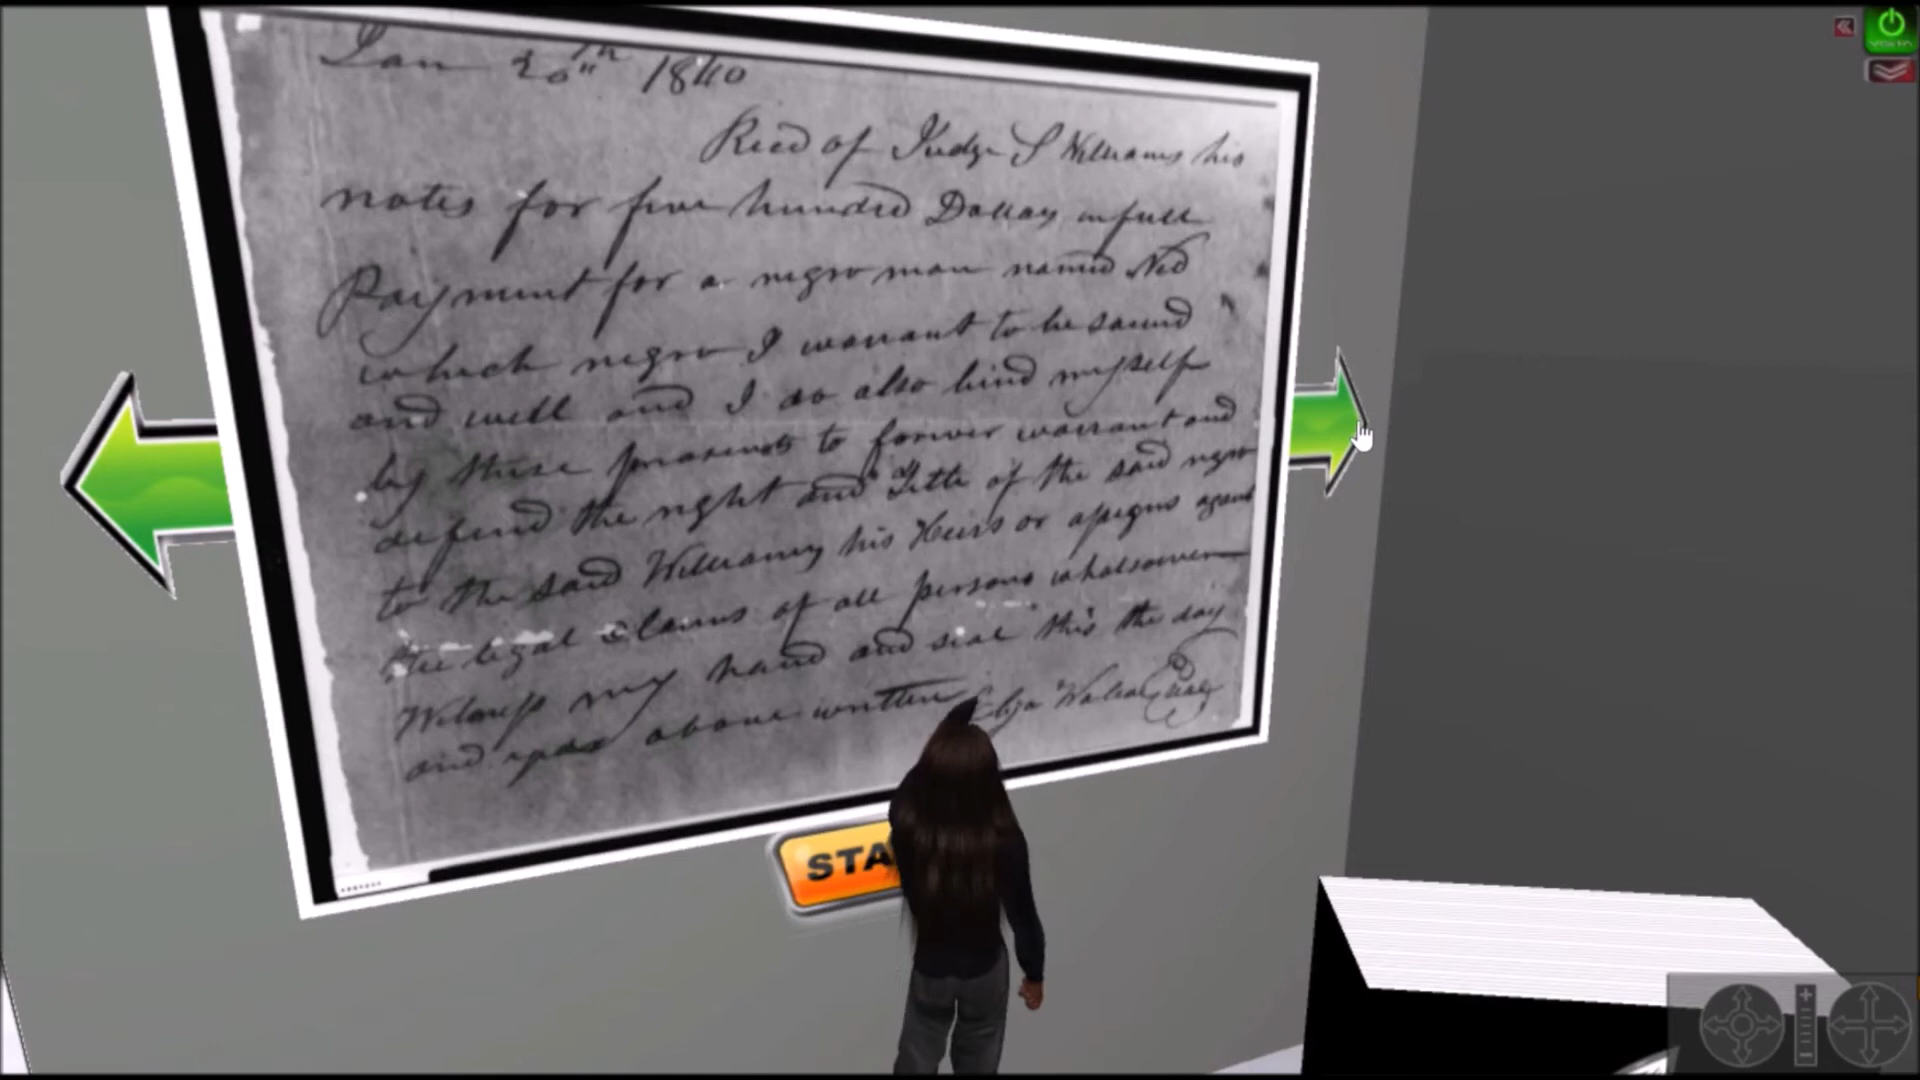 Jan 20th 1840
Recd of Judge S Williams his
notes for five hundred Dollars in full
Payment for a negro man named Ned
which negro I warrant to be sound
and well and I do also bind myself
by these presents to forever warrant and
defend the right and Title of the said negro
to the said Williams his Heirs or assigns against
the legal Claims of all persons whatsoever
Witness my hand and seal this the day
and year above written Eliza
STA